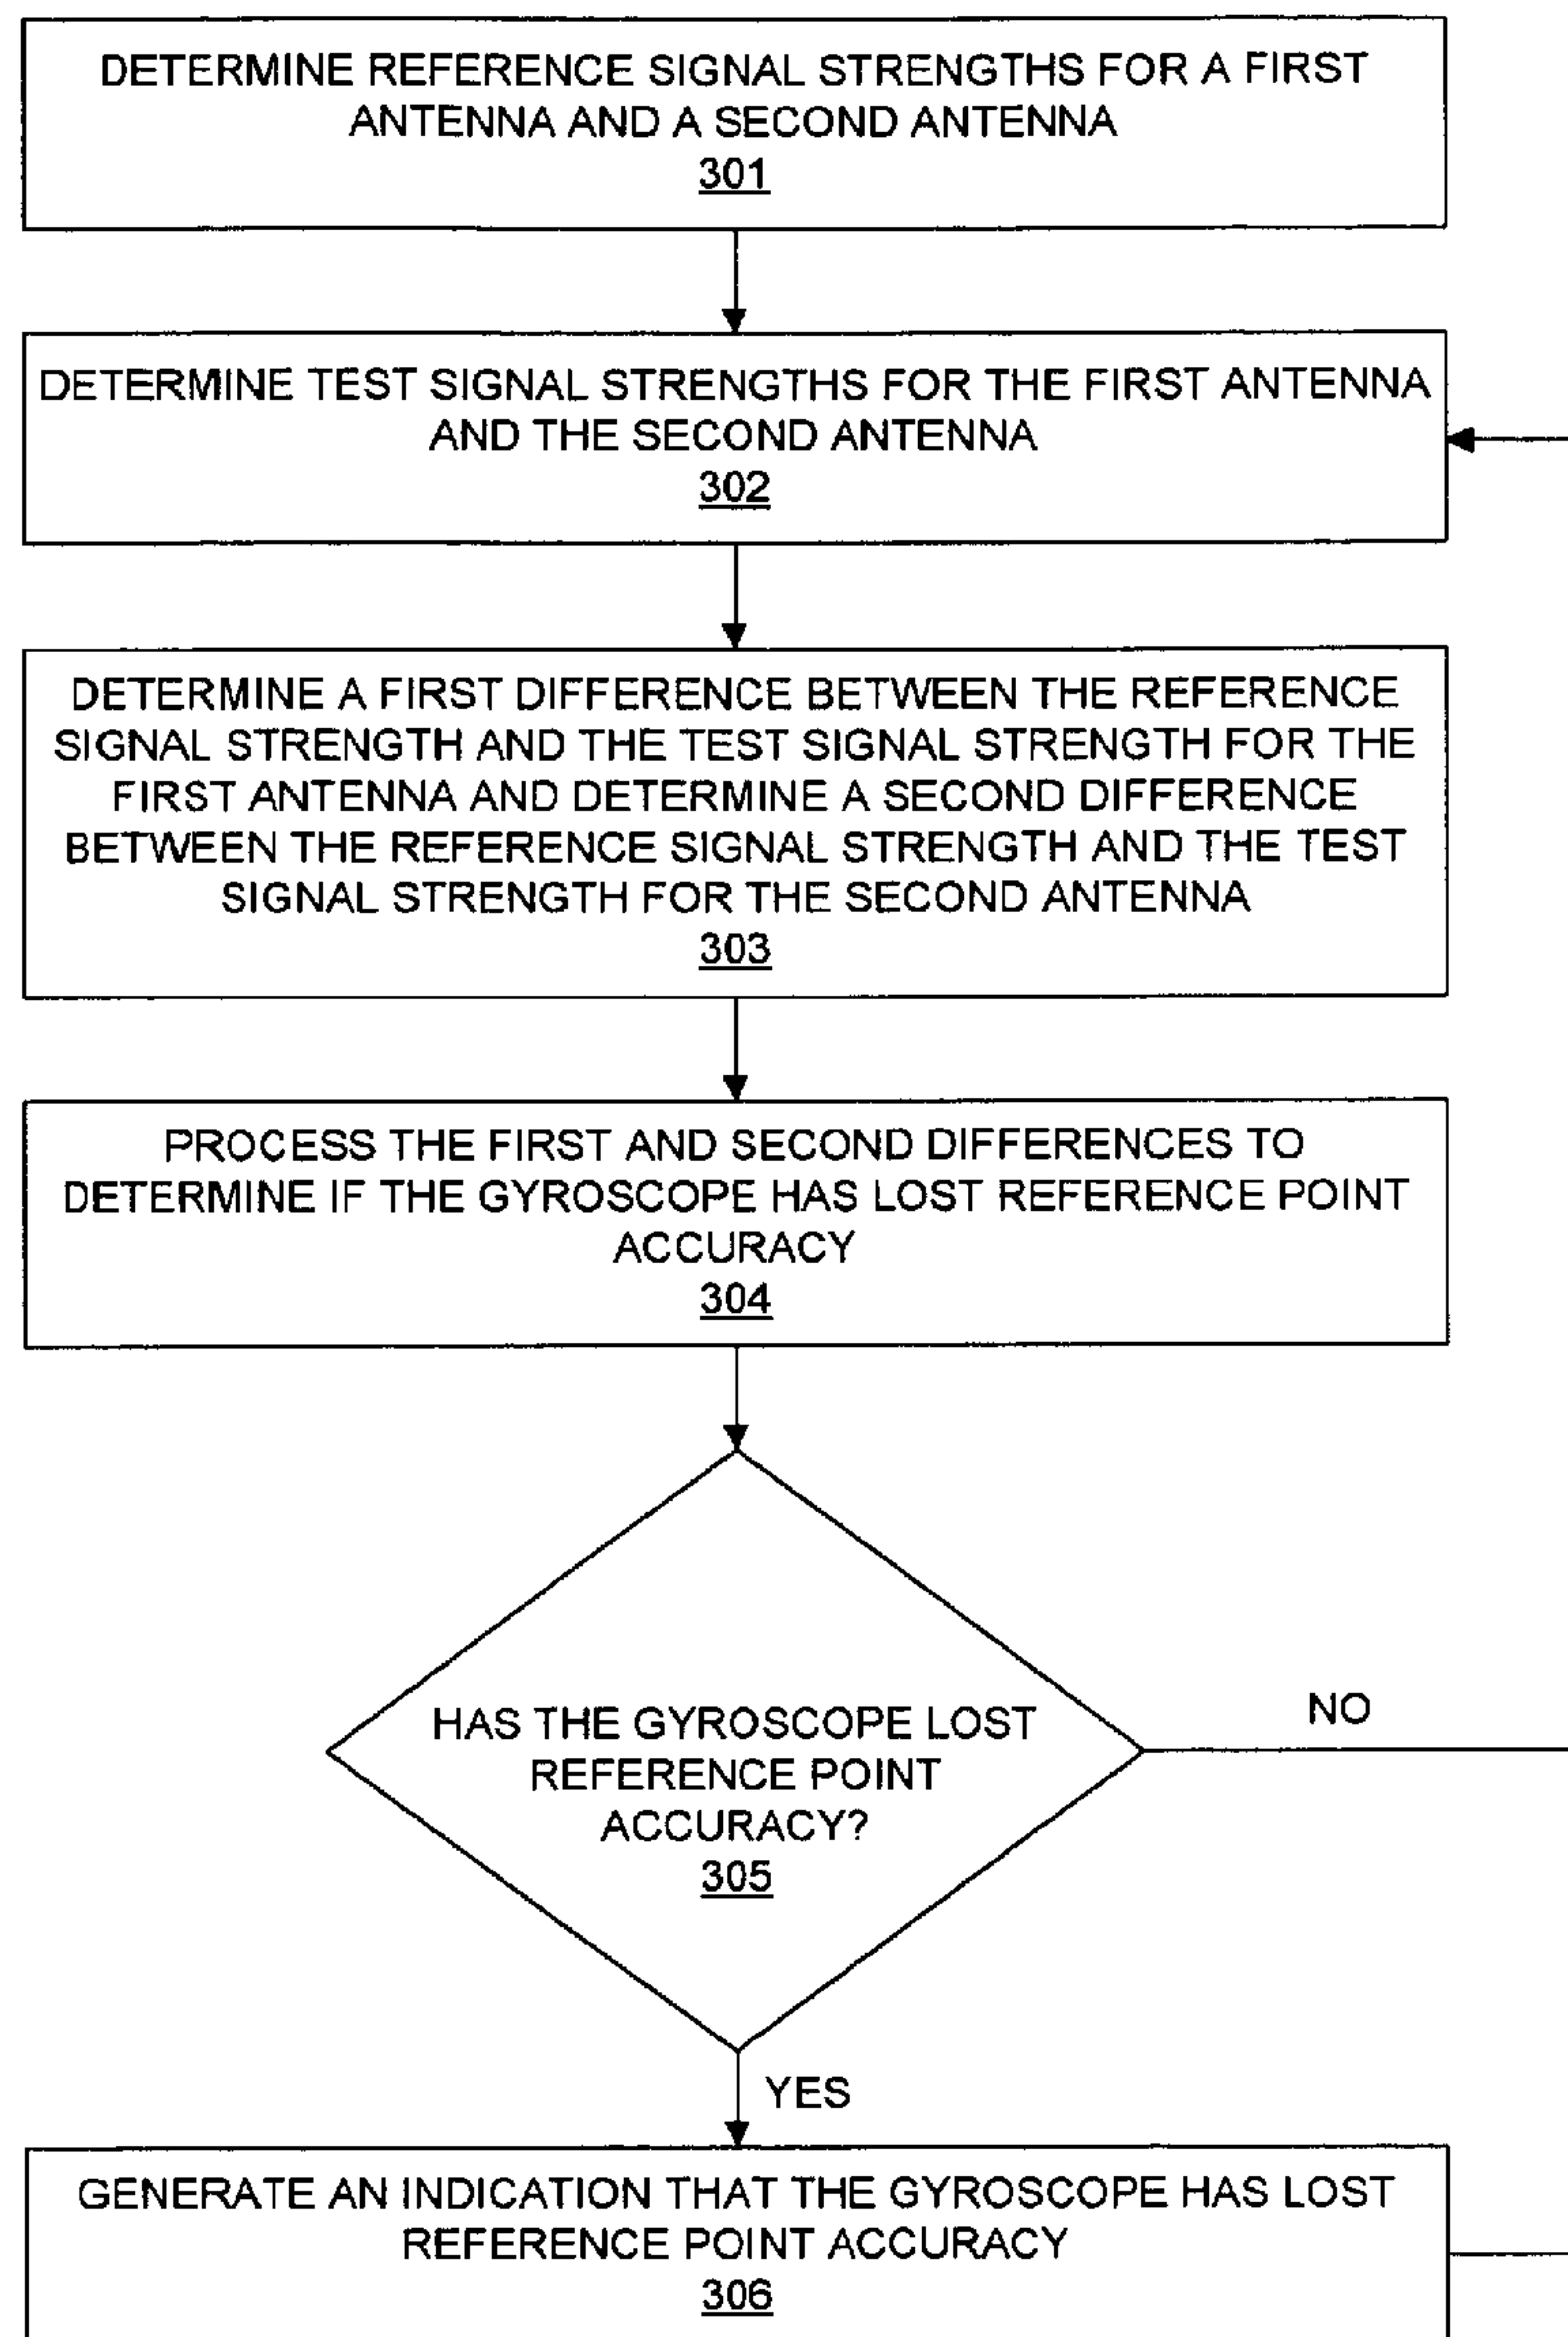 DETERMINE REFERENCE SIGNAL STRENGTHS FOR A FIRST
ANTENNA AND A SECOND ANTENNA
301
DETERMINE TEST SIGNAL STRENGTHS FOR THE FIRST ANTENNA
AND THE SECOND ANTENNA
302
DETERMINE A FIRST DIFFERENCE BETWEEN THE REFERENCE
SIGNAL STRENGTH AND THE TEST SIGNAL STRENGTH FOR THE
FIRST ANTENNA AND DETERMINE A SECOND DIFFERENCE
BETWEEN THE REFERENCE SIGNAL STRENGTH AND THE TEST
SIGNAL STRENGTH FOR THE SECOND ANTENNA
303
PROCESS THE FIRST AND SECOND DIFFERENCES TO
DETERMINE IF THE GYROSCOPE HAS LOST REFERENCE POINT
ACCURACY
304
HAS THE GYROSCOPE LOST
REFERENCE POINT
ACCURACY?
305
NO
YES
GENERATE AN INDICATION THAT THE GYROSCOPE HAS LOST
REFERENCE POINT ACCURACY
306